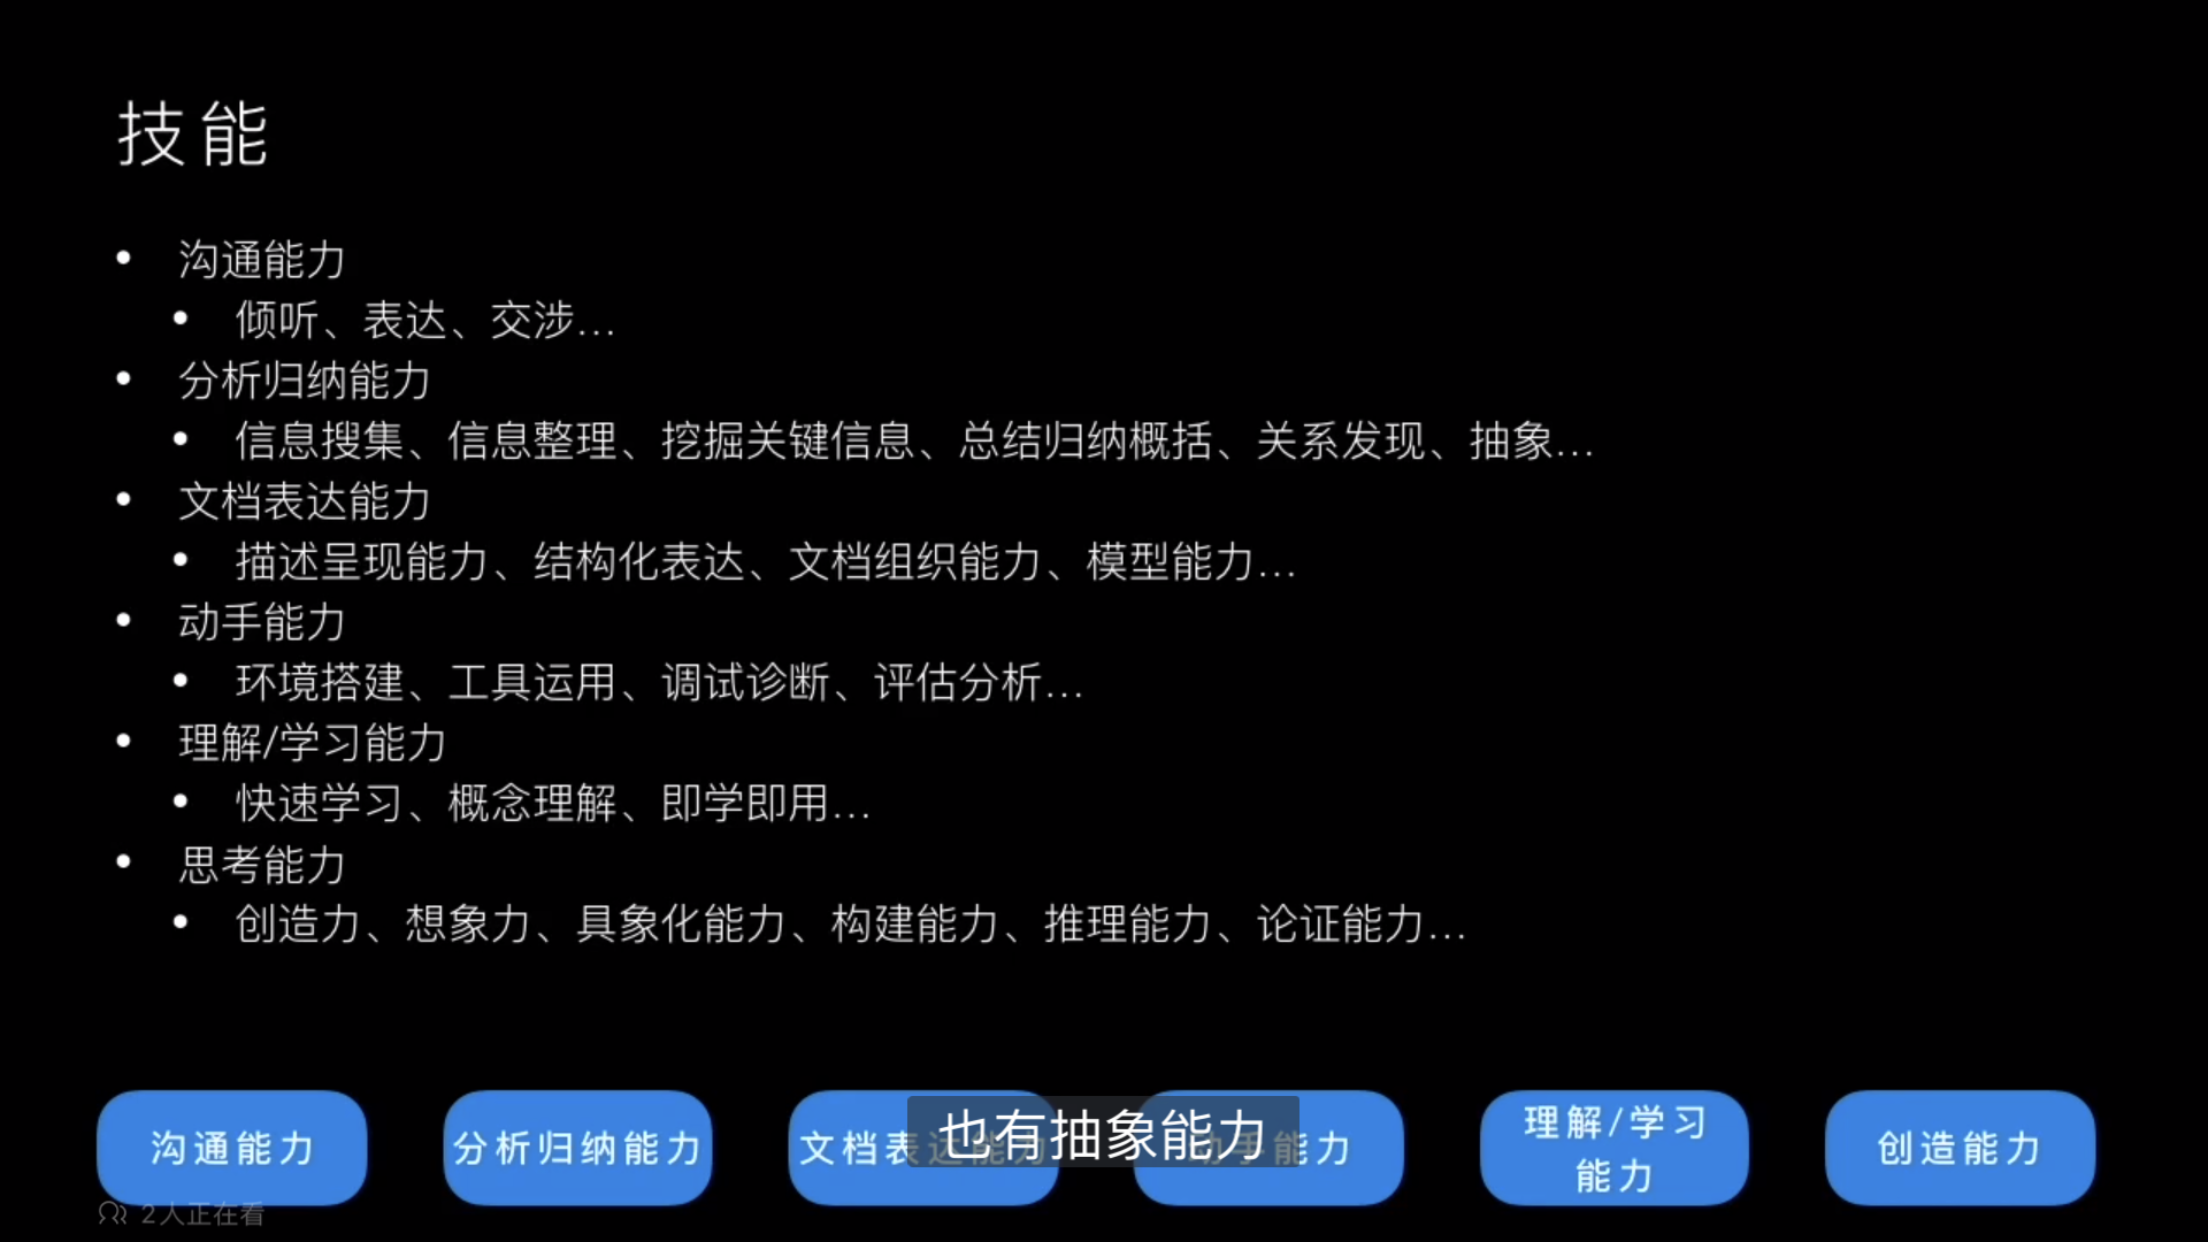 技能
• 沟通能力
• 倾听、表达、交涉...
• 分析归纳能力
• 信息搜集、信息整理、挖掘关键信息、总结归纳概括、关系发现、抽象...
• 文档表达能力
• 描述呈现能力、结构化表达、文档组织能力、模型能力...
• 动手能力
• 环境搭建、工具运用、调试诊断、评估分析...
• 理解/学习能力
• 快速学习、概念理解、即学即用...
• 思考能力
• 创造力、想象力、具象化能力、构建能力、推理能力、论证能力...
沟通能力
分析归纳能力
文档表达能力
动手能力
理解/学习
能力
创造能力
也有抽象能力
2人正在看